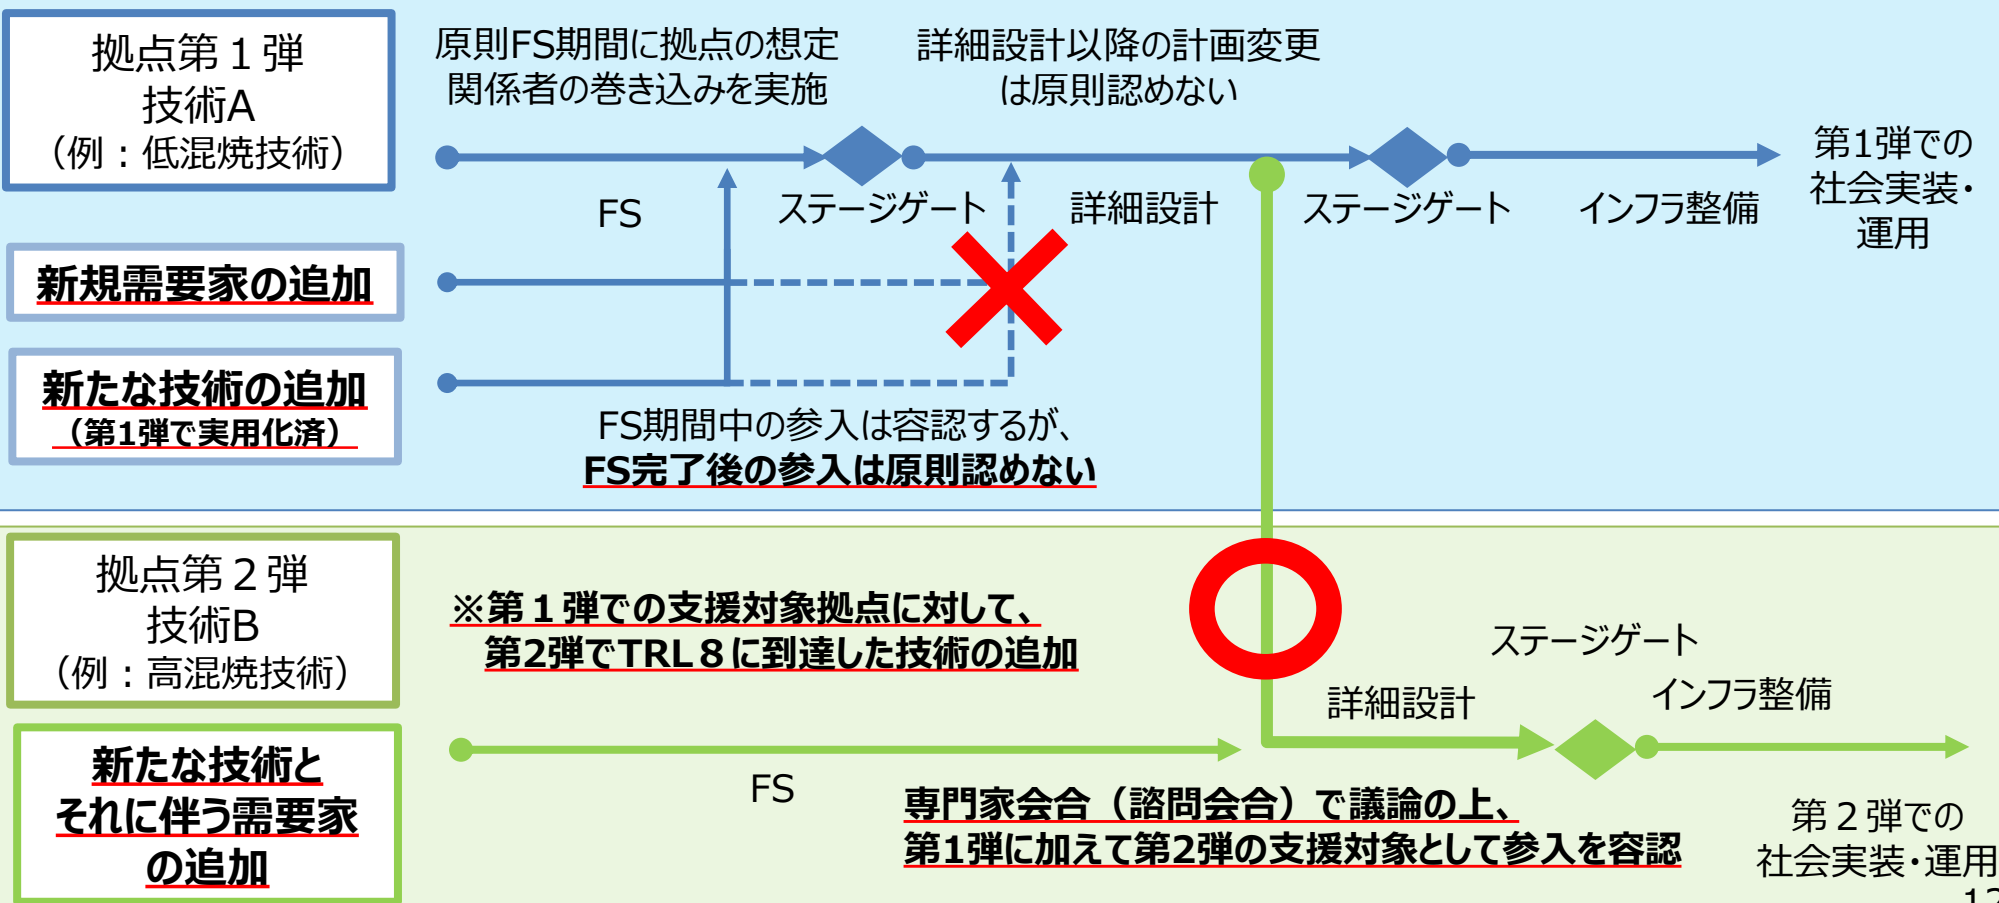 拠点第１弾
技術A
（例：低混焼技術）
原則FS期間に拠点の想定
関係者の巻き込みを実施
詳細設計以降の計画変更
は原則認めない
FS
ステージゲート
詳細設計
ステージゲート
インフラ整備
第1弾での
社会実装・
運用
新規需要家の追加
新たな技術の追加
（第1弾で実用化済）
FS期間中の参入は容認するが、
FS完了後の参入は原則認めない
拠点第２弾
技術B
（例：高混焼技術）
※第１弾での支援対象拠点に対して、
第2弾でTRL８に到達した技術の追加
ステージゲート
詳細設計
インフラ整備
新たな技術と
それに伴う需要家
の追加
FS
専門家会合（諮問会合）で議論の上、
第1弾に加えて第2弾の支援対象として参入を容認
第２弾での
社会実装・運用
12